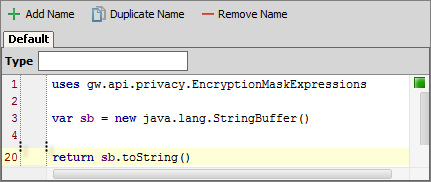 Add Name Duplicate Name Remove Name
Default
Type
1 uses gw.api.privacy.EncryptionMaskExpressions
2
3 var sb = new java.lang.StringBuffer()
4
20 return sb.toString()